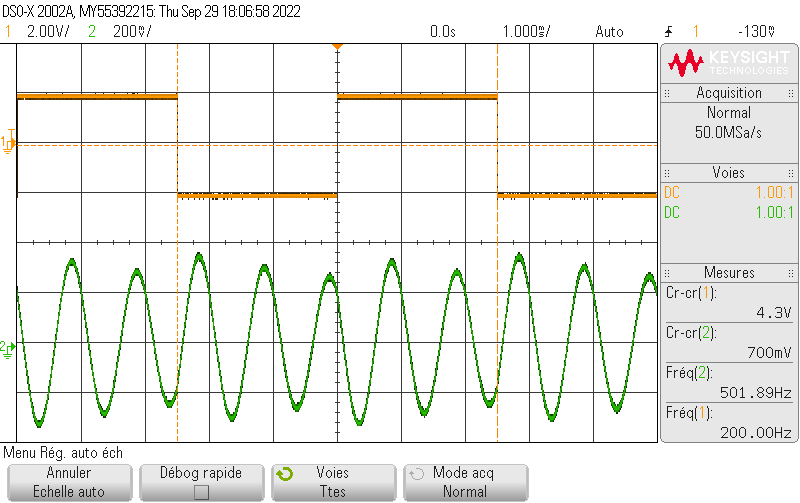 DSO-X 2002A, MY55392215: Thu Sep 29 18:06:58 2022
1 2.00V/ 2 200mV/ 0.0s 1.000ms/ Auto 1 -130mV
KEYSIGHT
TECHNOLOGIES
Acquisition
Normal
50.0MSa/s
Voies
DC 1.00:1
DC 1.00:1
Mesures
Cr-cr(1):
4.3V
Cr-cr(2):
700mV
Fréq(2):
501.89Hz
Fréq(1):
200.00Hz
1
2
Menu Rég. auto éch
Annuler
Echelle auto
Débog rapide
Voies
Ttes
Mode acq
Normal